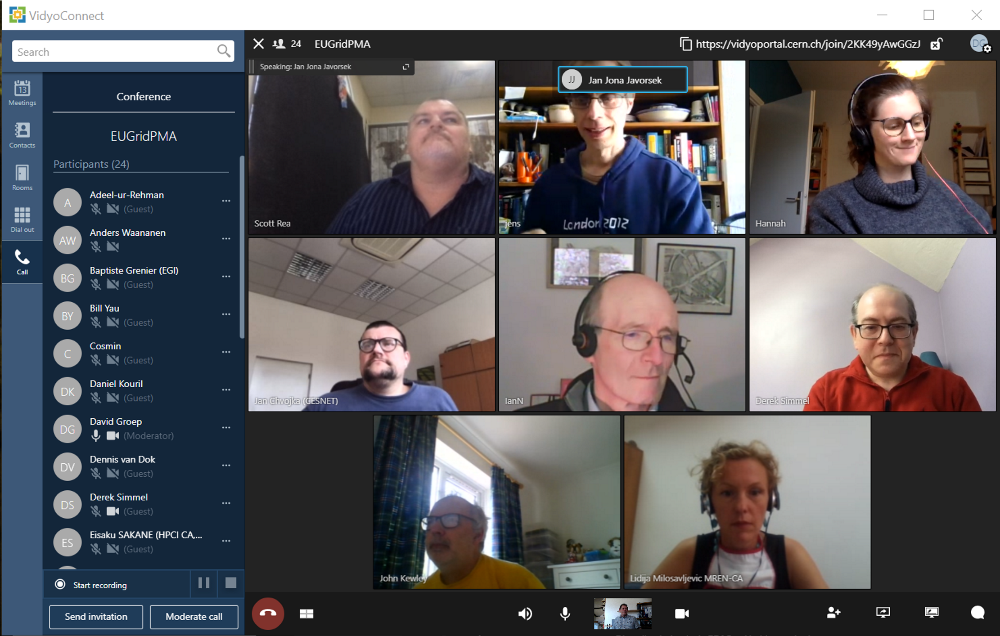 VidyoConnect
Search
24 EUGridPMA
https://vidyoportal.cern.ch/join/2KK49yAwGGzJ
DG
13
Meetings
Contacts
Rooms
Dial out
Call
Conference
EUGridPMA
Participants (24)
A
Adeel-ur-Rehman
(Guest)
AW
Anders Waananen
BG
Baptiste Grenier (EGI)
(Guest)
BY
Bill Yau
(Guest)
C
Cosmin
(Guest)
DK
Daniel Kouril
(Guest)
DG
David Groep
(Moderator)
DV
Dennis van Dok
(Guest)
DS
Derek Simmel
(Guest)
ES
Eisaku SAKANE (HPCI CA,...
(Guest)
Start recording
Send invitation
Moderate call
Speaking: Jan Jona Javorsek
JJ
Jan Jona Javorsek
Scott Rea
London 2012
jens
Hannah
Jan Chvojka (CESNET)
IanN
Derek Simmel
John Kewley
Lidija Milosavljevic MREN-CA